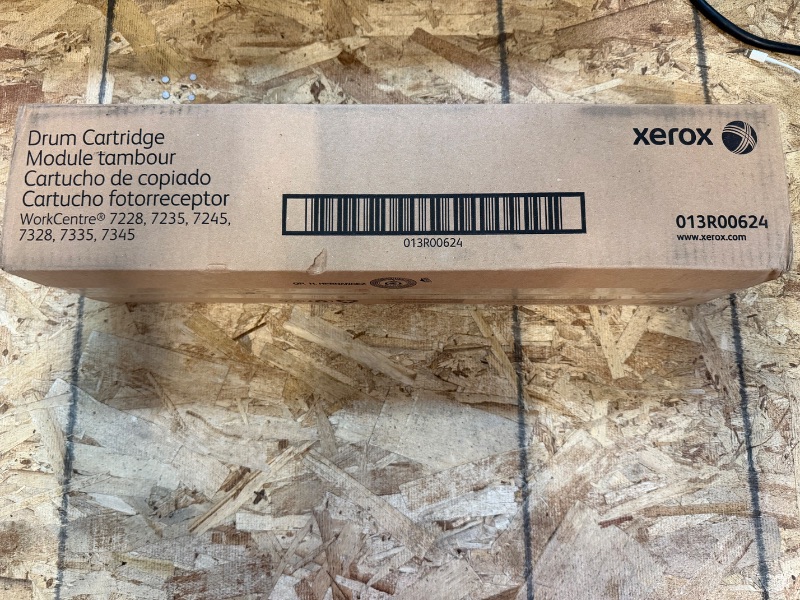 Drum Cartridge
Module tambour
Cartucho de copiado
Cartucho fotorreceptor
WorkCentre® 7228, 7235, 7245,
7328, 7335, 7345
013R00624
xerox
013R00624
www.xerox.com